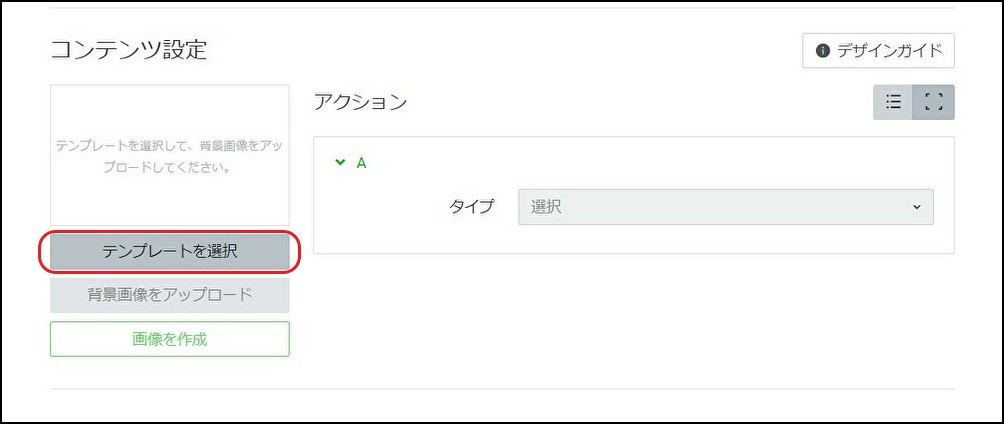 コンテンツ設定
デザインガイド
テンプレートを選択して、背景画像をアッ
プロードしてください。
テンプレートを選択
背景画像をアップロード
画像を作成
アクション
A
タイプ
選択